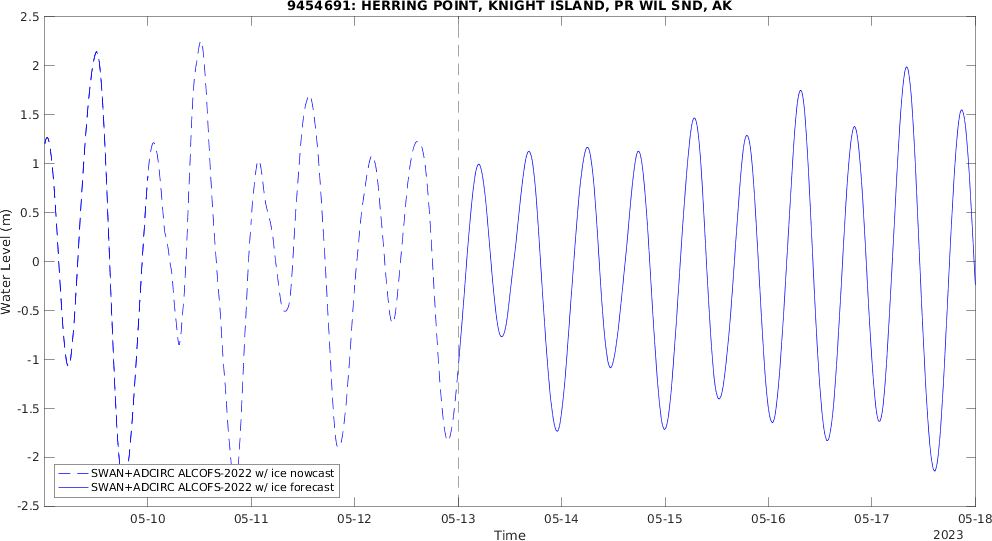 9454691: HERRING POINT, KNIGHT ISLAND, PR WIL SND, AK
2.5
2
1.5
1
0.5
0
-0.5
-1
-1.5
-2
-2.5
Water Level (m)
SWAN+ADCIRC ALCOFS-2022 w/ ice nowcast
SWAN+ADCIRC ALCOFS-2022 w/ ice forecast
05-10 05-11 05-12 05-13 05-14 05-15 05-16 05-17 05-18
Time
2023